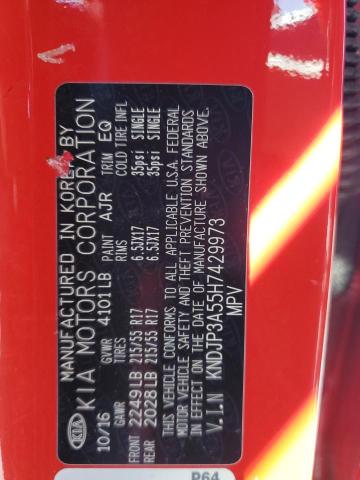 MANUFACTURED IN KOREA BY
KIA MOTORS CORPORATION
KIA
10/16 GVWR 4101LB PAINT AJR TRIM EQ
GAWR TIRES RIMS COLD TIRE INFL
FRONT 2249LB 215/55 R17 6.5JX17 35psi SINGLE
REAR 2028LB 215/55 R17 6.5JX17 35psi SINGLE
THIS VEHICLE CONFORMS TO ALL APPLICABLE U.S.A. FEDERAL
MOTOR VEHICLE SAFETY AND THEFT PREVENTION STANDARDS
IN EFFECT ON THE DATE OF MANUFACTURE SHOWN ABOVE.
V.I.N KNDJP3A55H7429973
MPV
P64